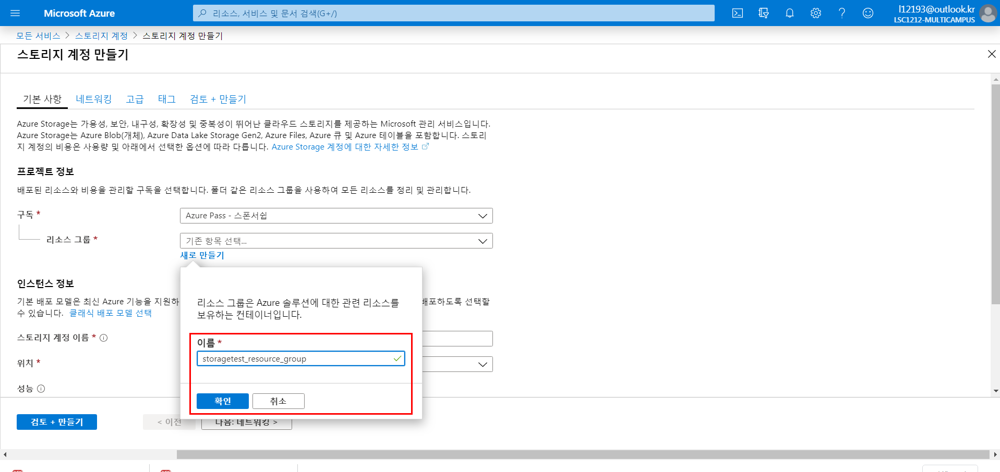 Microsoft Azure
리소스, 서비스 및 문서 검색(G+/)
l12193@outlook.kr
LSC1212-MULTICAMPUS
모든 서비스 > 스토리지 계정 > 스토리지 계정 만들기
스토리지 계정 만들기
기본 사항 네트워킹 고급 태그 검토 + 만들기
Azure Storage는 가용성, 보안, 내구성, 확장성 및 중복성이 뛰어난 클라우드 스토리지를 제공하는 Microsoft 관리 서비스입니다.
Azure Storage는 Azure Blob(개체), Azure Data Lake Storage Gen2, Azure Files, Azure 큐 및 Azure 테이블을 포함합니다. 스토리
지 계정의 비용은 사용량 및 아래에서 선택한 옵션에 따라 다릅니다. Azure Storage 계정에 대한 자세한 정보
프로젝트 정보
배포된 리소스와 비용을 관리할 구독을 선택합니다. 폴더 같은 리소스 그룹을 사용하여 모든 리소스를 정리 및 관리합니다.
구독 *
Azure Pass - 스폰서쉽
리소스 그룹 *
기존 항목 선택...
새로 만들기
인스턴스 정보
기본 배포 모델은 최신 Azure 기능을 지원하
배포하도록 선택할
수 있습니다. 클래식 배포 모델 선택
리소스 그룹은 Azure 솔루션에 대한 관련 리소스를
보유하는 컨테이너입니다.
스토리지 계정 이름 *
이름 *
storagetest_resource_group
위치 *
성능
확인 취소
검토 + 만들기
< 이전
다음: 네트워킹 >